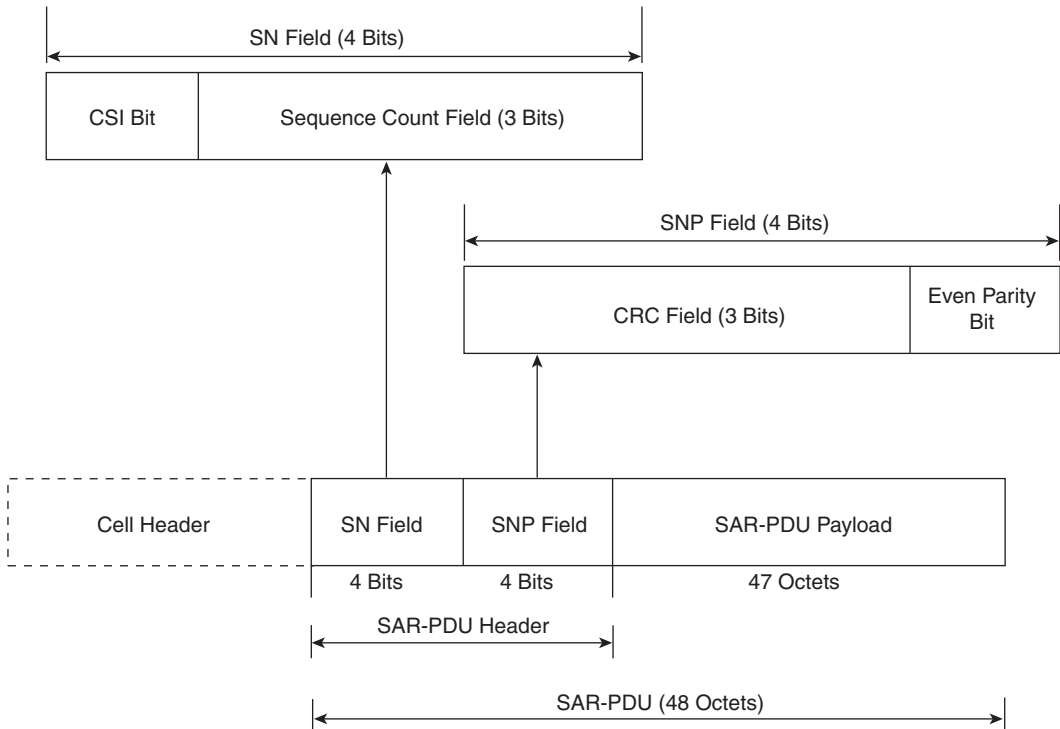 SN Field (4 Bits)
CSI Bit
Sequence Count Field (3 Bits)
SNP Field (4 Bits)
CRC Field (3 Bits)
Even Parity
Bit
Cell Header
SN Field
SNP Field
SAR-PDU Payload
4 Bits
4 Bits
47 Octets
SAR-PDU Header
SAR-PDU (48 Octets)